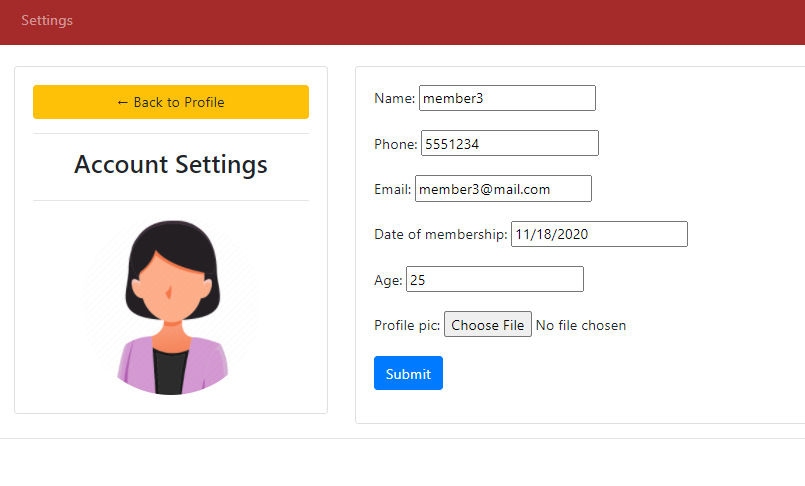 Settings
← Back to Profile
Account Settings
Name: member3
Phone: 5551234
Email: member3@mail.com
Date of membership: 11/18/2020
Age: 25
Profile pic: Choose File No file chosen
Submit